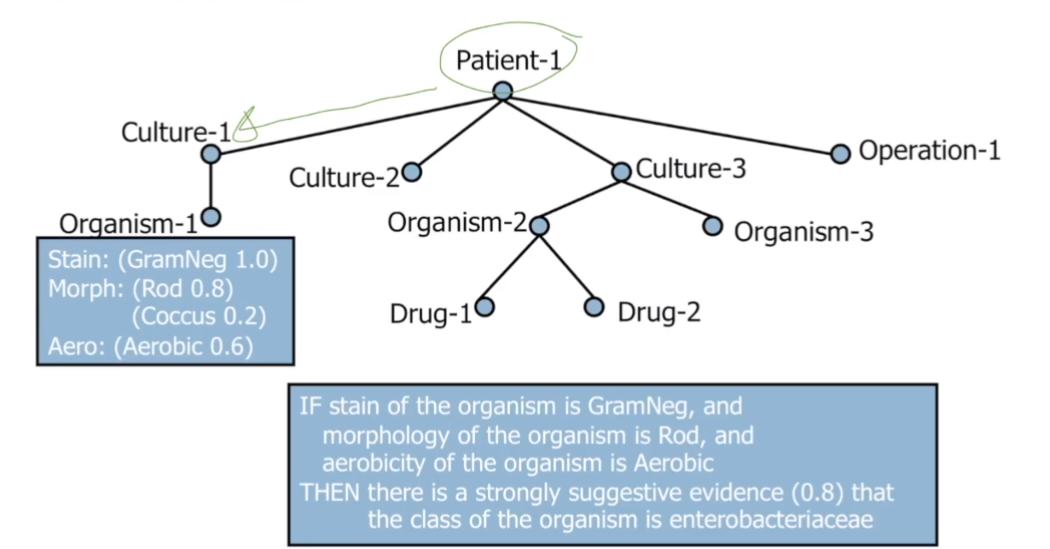 Patient-1
Culture-1
Operation-1
Culture-2
Culture-3
Organism-1
Organism-2
Organism-3
Stain: (GramNeg 1.0)
Morph: (Rod 0.8)
(Coccus 0.2)
Aero: (Aerobic 0.6)
Drug-1
Drug-2
IF stain of the organism is GramNeg, and
morphology of the organism is Rod, and
aerobicity of the organism is Aerobic
THEN there is a strongly suggestive evidence (0.8) that
the class of the organism is enterobacteriaceae